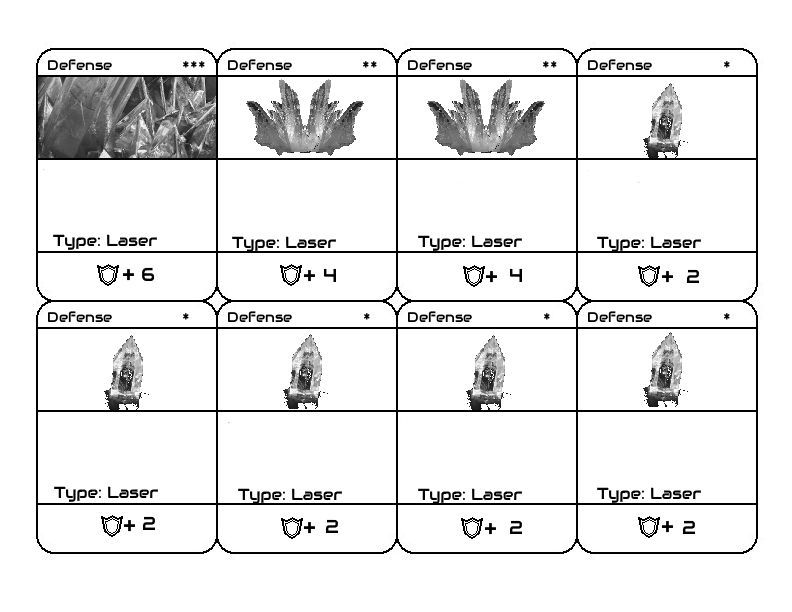 Defense ***
Defense **
Defense **
Defense *
Type: Laser
Type: Laser
Type: Laser
Type: Laser
+ 6
+ 4
+ 4
+ 2
Defense *
Defense *
Defense *
Defense *
Type: Laser
Type: Laser
Type: Laser
Type: Laser
+ 2
+ 2
+ 2
+ 2